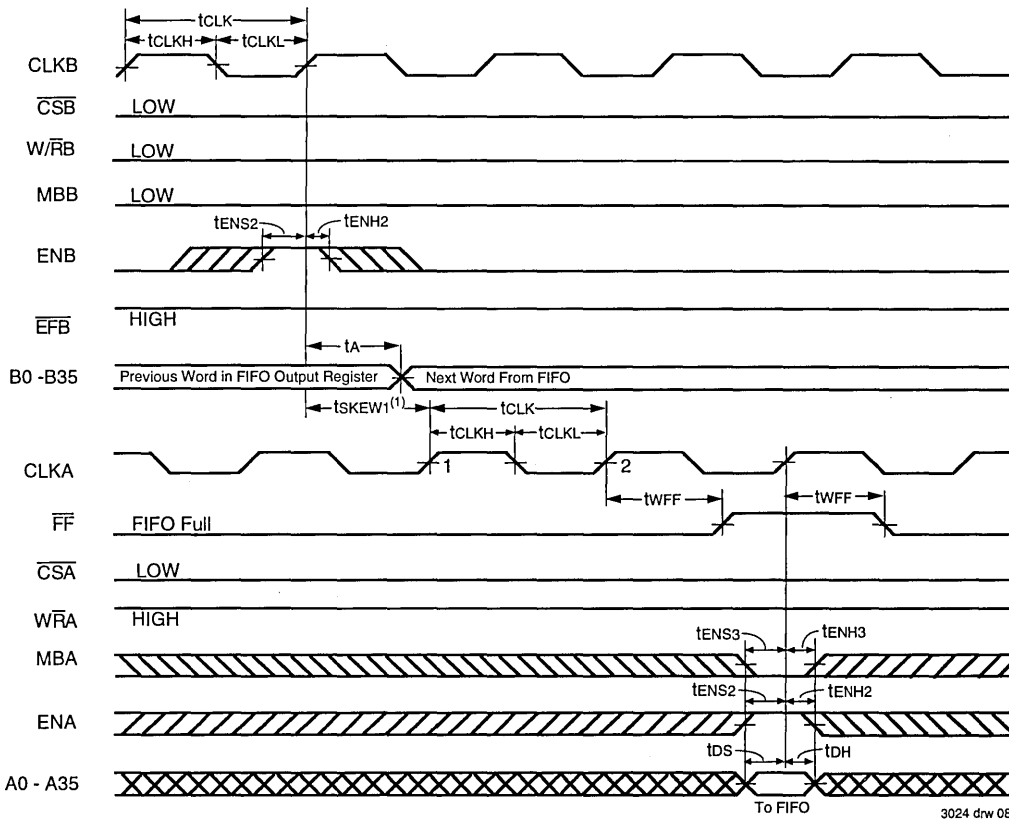 tCLK
tCLKH tCLKL
CLKB
CSB LOW
W/RB LOW
MBB LOW
tENS2 tENH2
ENB
EFB HIGH
tA
B0 -B35 Previous Word in FIFO Output Register Next Word From FIFO
tSKEW1(1) tCLK
tCLKH tCLKL
CLKA 1 2
tWFF tWFF
FF FIFO Full
CSA LOW
WRA HIGH
tENS3 tENH3
MBA
tENS2 tENH2
ENA
tDS tDH
A0 - A35
To FIFO
3024 drw 08